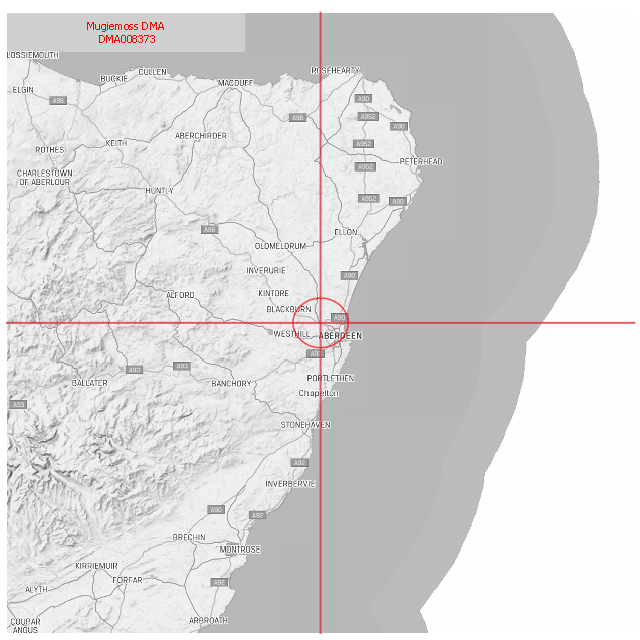 Mugiemoss DMA
DMA008373
LOSSIEMOUTH
CULLEN
ROSEHEARTY
BUCKIE
MACDUFF
ELGIN
A96
A90
A98
A952
A90
ABERCHIRDER
KEITH
A952
ROTHES
PETERHEAD
A952
CHARLESTOWN
OF ABERLOUR
HUNTLY
A952
A90
A96
ELLON
OLDMELDRUM
INVERURIE
A90
KINTORE
ALFORD
BLACKBURN
A90
WESTHILL
ABERDEEN
A93
A93
A93
BALLATER
BANCHORY
PORTLETHEN
Chapelton
A93
STONEHAVEN
A92
INVERBERVIE
A90
A92
BRECHIN
MONTROSE
KIRRIEMUIR
FORFAR
A92
ALYTH
COUPAR
ANGUS
ARBROATH